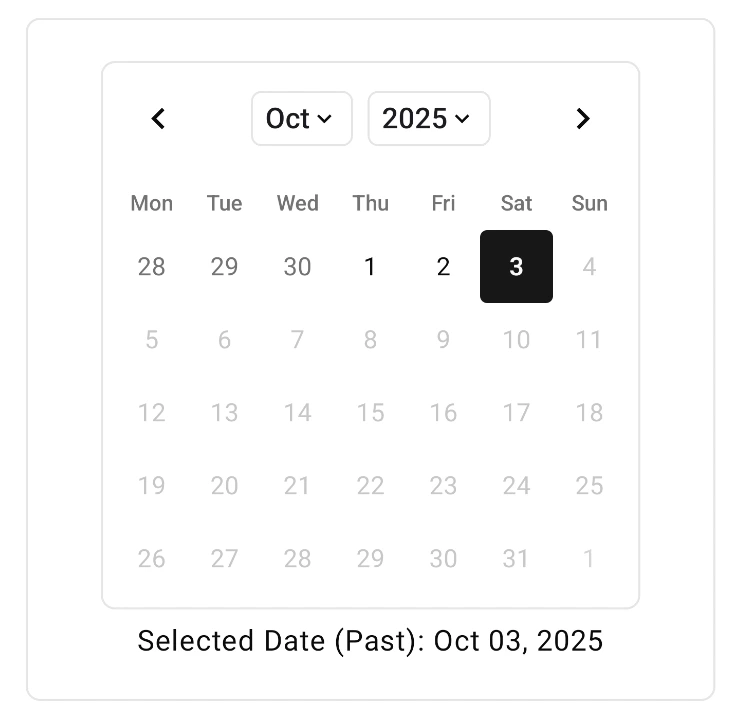 Oct 2025
Mon Tue Wed Thu Fri Sat Sun
28 29 30 1 2 3 4
5 6 7 8 9 10 11
12 13 14 15 16 17 18
19 20 21 22 23 24 25
26 27 28 29 30 31 1
Selected Date (Past): Oct 03, 2025